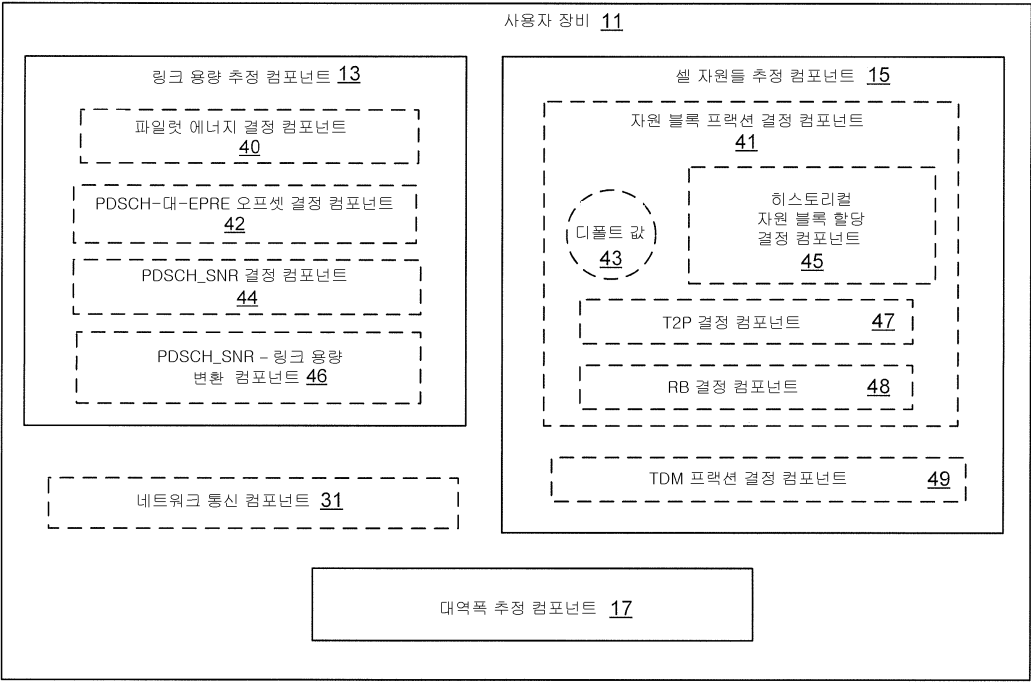 사용자 장비 11
링크 용량 추정 컴포넌트 13
파일럿 에너지 결정 컴포넌트
40
PDSCH-대-EPRE 오프셋 결정 컴포넌트
42
PDSCH_SNR 결정 컴포넌트
44
PDSCH_SNR – 링크 용량
변환 컴포넌트 46
네트워크 통신 컴포넌트 31
셀 자원들 추정 컴포넌트 15
자원 블록 프랙션 결정 컴포넌트
41
디폴트 값
43
히스토리컬
자원 블록 할당
결정 컴포넌트
45
T2P 결정 컴포넌트 47
RB 결정 컴포넌트 48
TDM 프랙션 결정 컴포넌트 49
대역폭 추정 컴포넌트 17